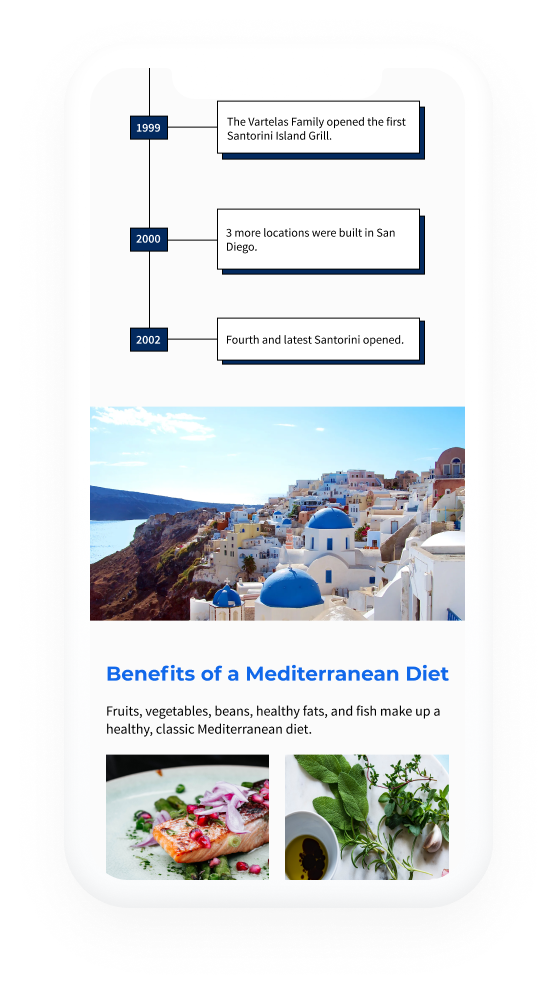 1999
The Vartelas Family opened the first
Santorini Island Grill.
2000
3 more locations were built in San
Diego.
2002
Fourth and latest Santorini opened.
Benefits of a Mediterranean Diet
Fruits, vegetables, beans, healthy fats, and fish make up a
healthy, classic Mediterranean diet.